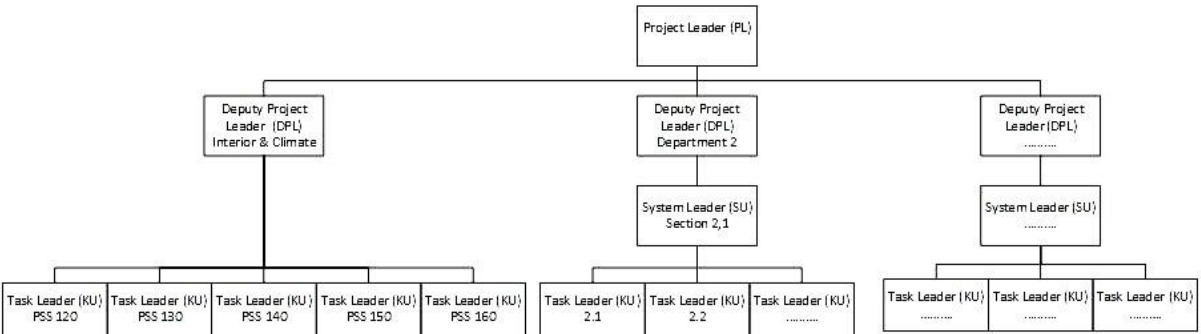 Project Leader (PL)
Deputy Project
Leader (DPL)
Interior & Climate
Deputy Project
Leader (DPL)
Department 2
Deputy Project
Leader (DPL)
..........
System Leader (SU)
Section 2,1
System Leader (SU)
..........
Task Leader (KU)
PSS 120
Task Leader (KU)
PSS 130
Task Leader (KU)
PSS 140
Task Leader (KU)
PSS 150
Task Leader (KU)
PSS 160
Task Leader (KU)
2.1
Task Leader (KU)
2.2
Task Leader (KU)
..........
Task Leader (KU)
..........
Task Leader (KU)
..........
Task Leader (KU)
..........